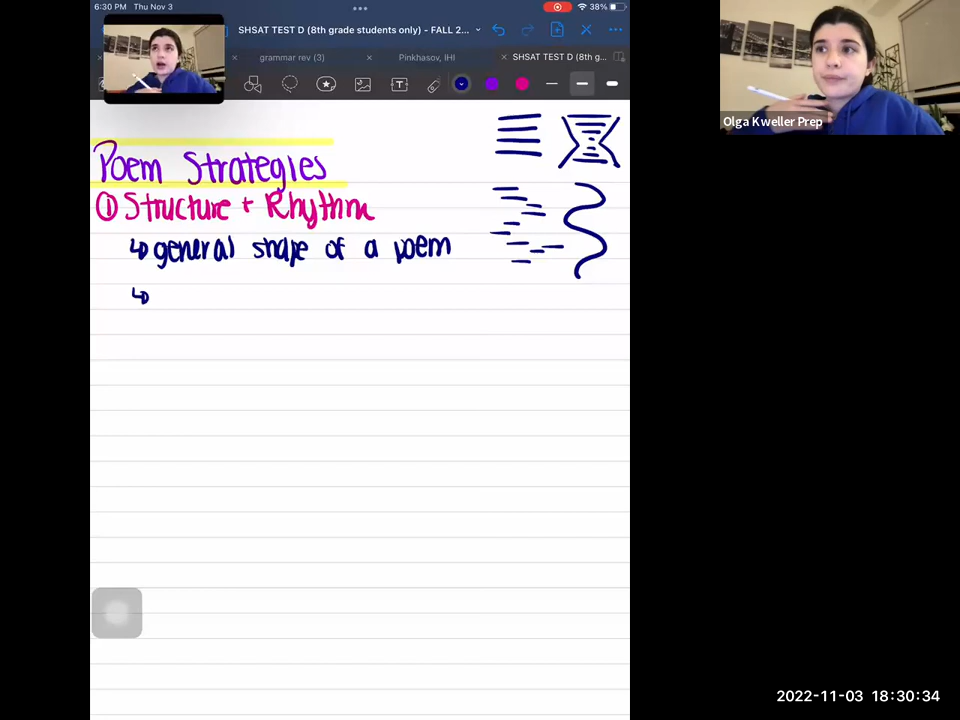 6:30 PM Thu Nov 3
38%
SHSAT TEST D (8th grade students only) - FALL 2...
grammar rev (3)
Pinkhasov, IHI
SHSAT TEST D (8th g...
Olga Kweller Prep
Poem Strategies
① Structure + Rhythm
↳ general shape of a poem
↳
2022-11-03 18:30:34